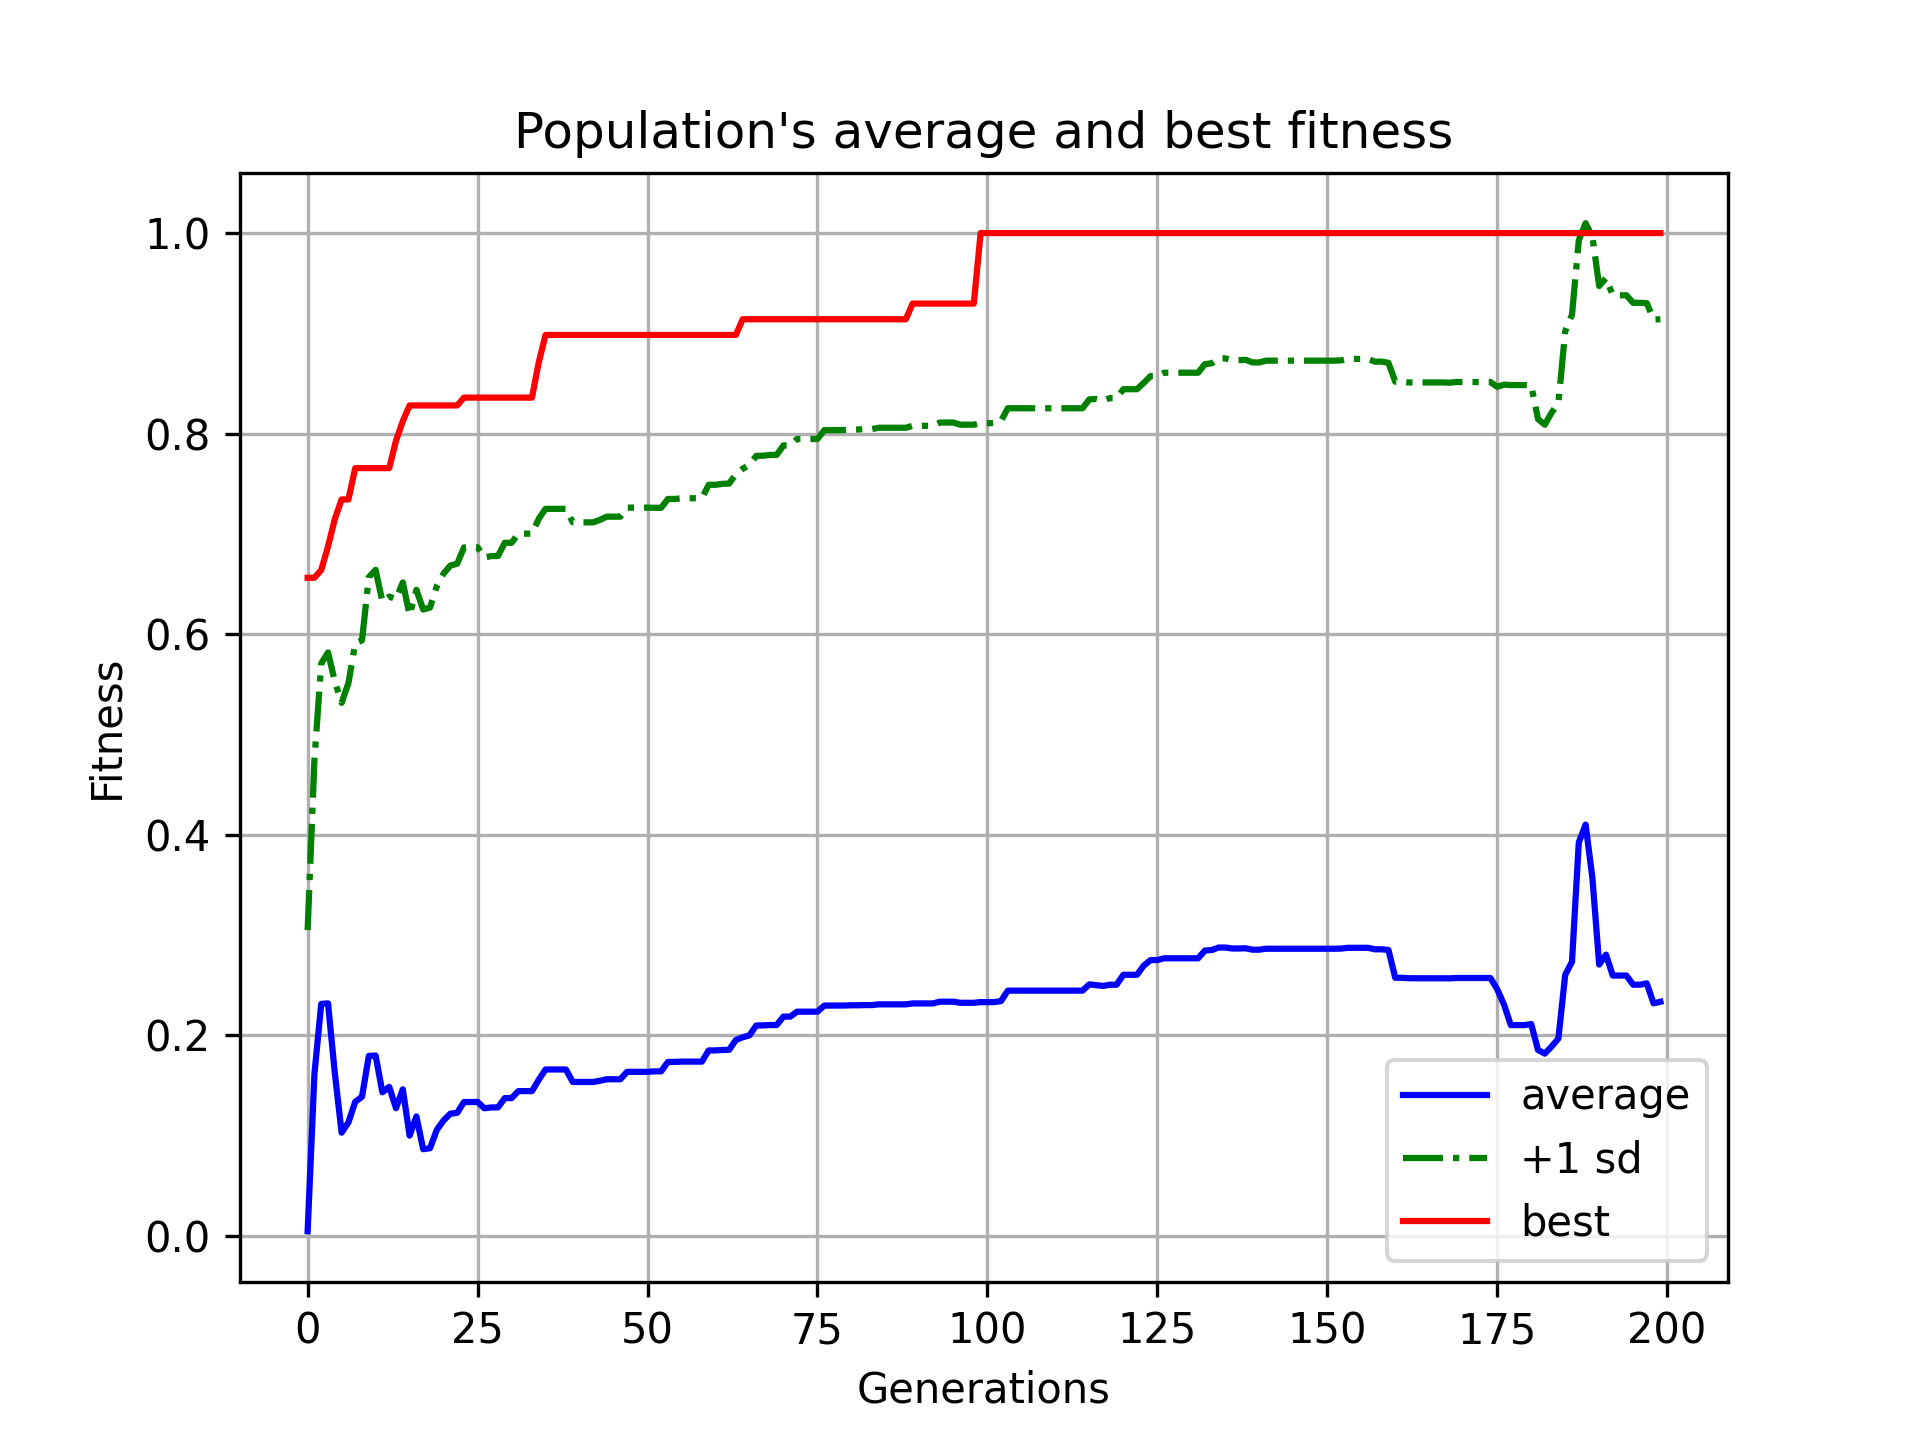 Population's average and best fitness
Fitness
1.0
0.8
0.6
0.4
0.2
0.0
0 25 50 75 100 125 150 175 200
Generations
average
+1 sd
best